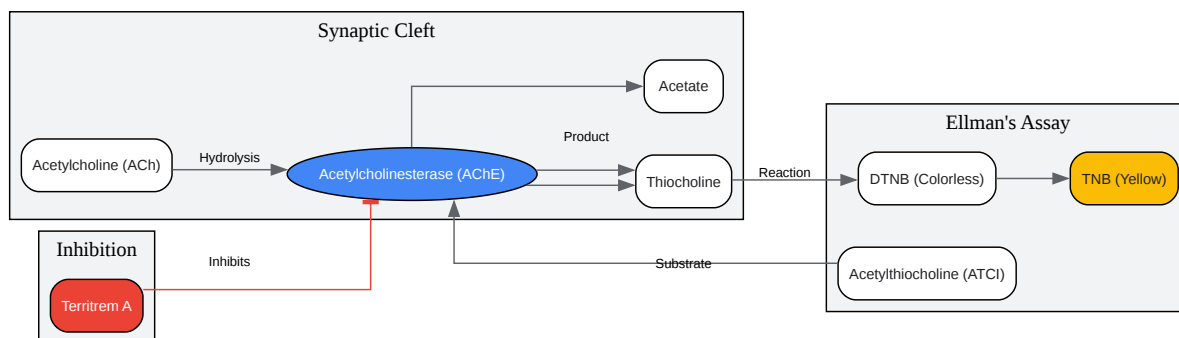 Synaptic Cleft
Acetate
Ellman's Assay
Product
Acetylcholine (ACh)
Hydrolysis
Acetylcholinesterase (AChE)
Thiocholine
Reaction
DTNB (Colorless)
TNB (Yellow)
Inhibition
Inhibits
Substrate
Acetylthiocholine (ATCI)
Territrem A